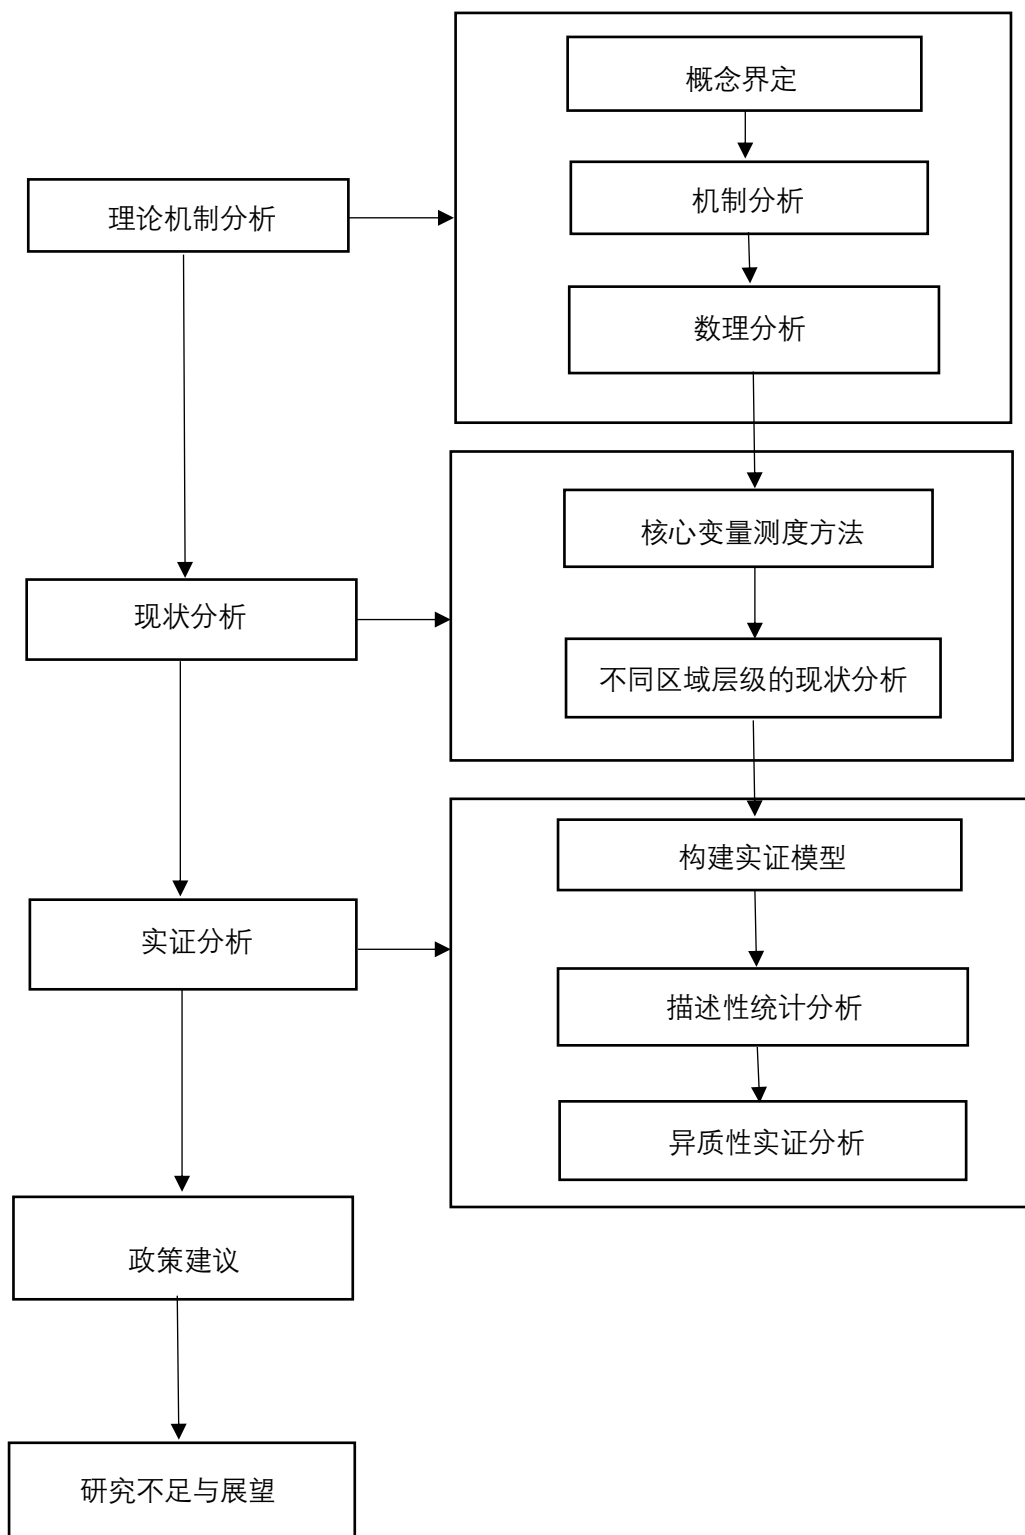 概念界定
机制分析
理论机制分析
数理分析
核心变量测度方法
现状分析
不同区域层级的现状分析
构建实证模型
实证分析
描述性统计分析
异质性实证分析
政策建议
研究不足与展望